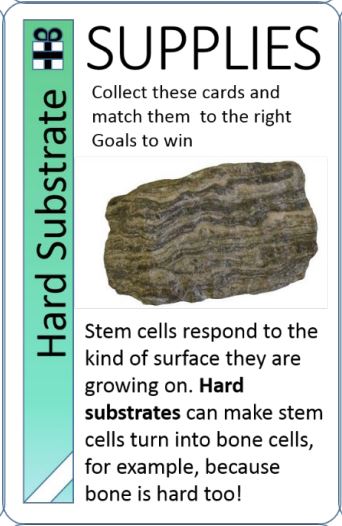 SUPPLIES
Hard Substrate
Collect these cards and
match them to the right
Goals to win
Stem cells respond to the
kind of surface they are
growing on. Hard
substrates can make stem
cells turn into bone cells,
for example, because
bone is hard too!